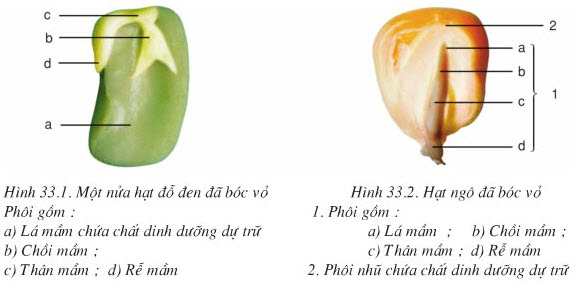 c
b
d
a
2
a
b
1
c
d
Hình 33.1. Một nửa hạt đỗ đen đã bóc vỏ
Phôi gồm :
a) Lá mầm chứa chất dinh dưỡng dự trữ
b) Chồi mầm ;
c) Thân mầm ; d) Rễ mầm
Hình 33.2. Hạt ngô đã bóc vỏ
1. Phôi gồm :
a) Lá mầm ; b) Chồi mầm ;
c) Thân mầm ; d) Rễ mầm
2. Phôi nhũ chứa chất dinh dưỡng dự trữ